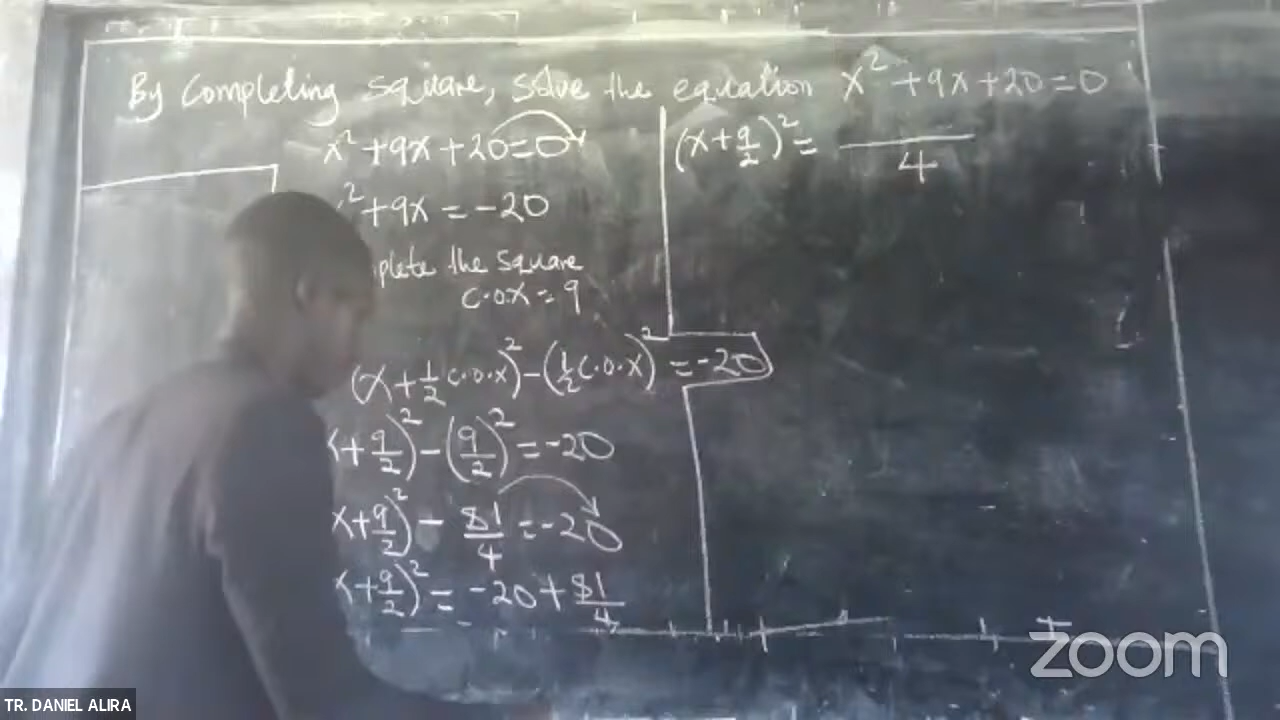 By Completing square, solve the equation x² + 9x + 20 = 0
x² + 9x + 20 = 0
² + 9x = -20
the square
C.O.X = 9
(x + 1/2 C.O.X)² - (1/2 C.O.X)² = -20
+ 9/2)² - (9/2)² = -20
x + 9/2)² - 81/4 = -20
x + 9/2)² = -20 + 81/4
(x + 9/2)² = /4
zoom
TR. DANIEL ALIRA